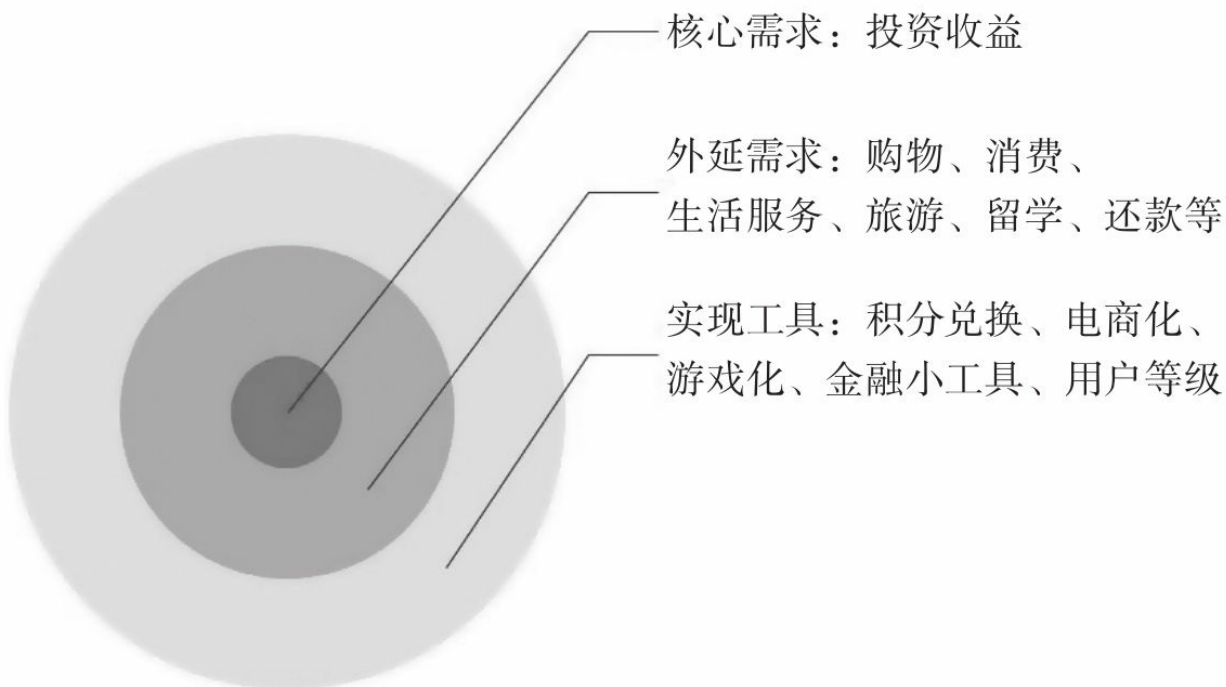 核心需求：投资收益
外延需求：购物、消费、
生活服务、旅游、留学、还款等
实现工具：积分兑换、电商化、
游戏化、金融小工具、用户等级